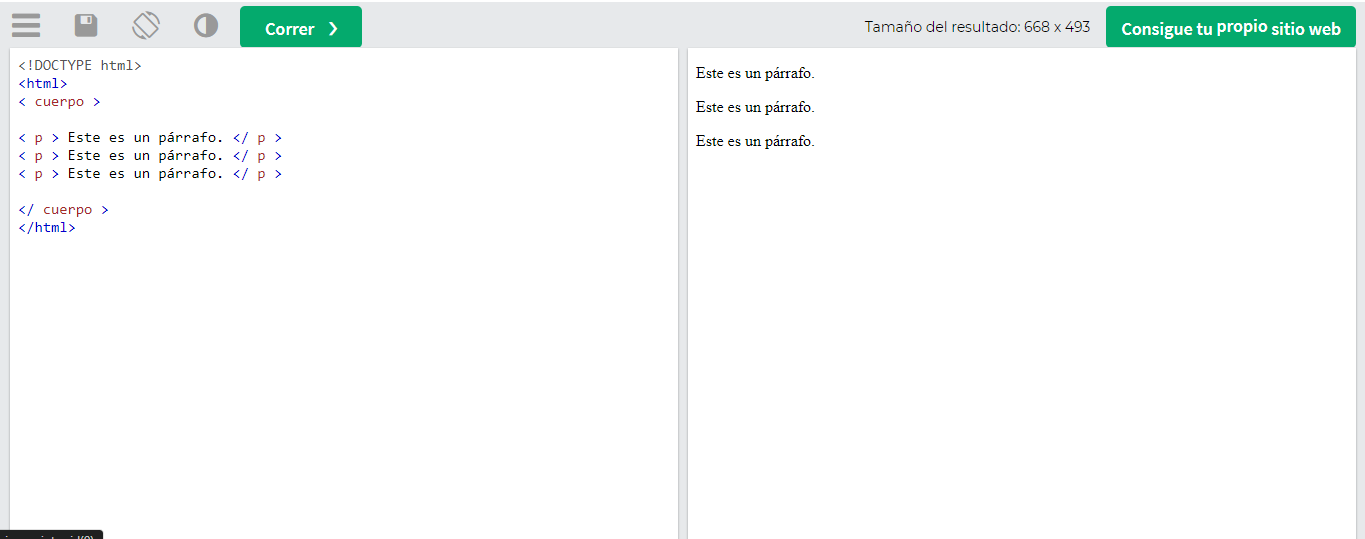 Correr ❯
Tamaño del resultado: 668 x 493
Consigue tu propio sitio web
<!DOCTYPE html>
<html>
< cuerpo >
< p > Este es un párrafo. </ p >
< p > Este es un párrafo. </ p >
< p > Este es un párrafo. </ p >
</ cuerpo >
</html>
Este es un párrafo.
Este es un párrafo.
Este es un párrafo.